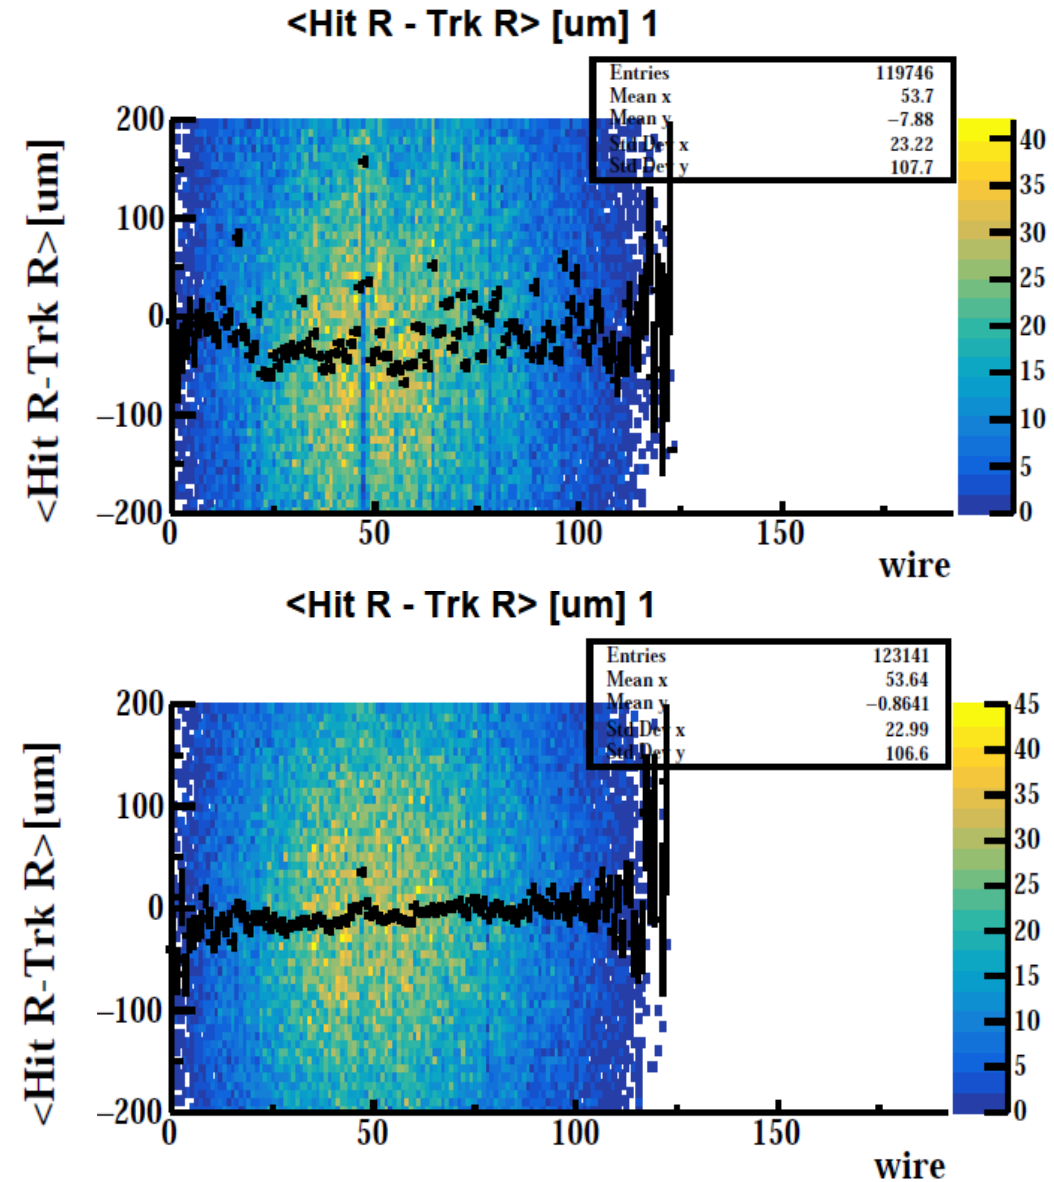 <Hit R - Trk R> [um] 1
Entries 119746
Mean x 53.7
Mean y −7.88
Std Dev x 23.22
Std Dev y 107.7
<Hit R-Trk R>[um]
200
100
0
−100
−200
0 50 100 150
wire
40
35
30
25
20
15
10
5
0
<Hit R - Trk R> [um] 1
Entries 123141
Mean x 53.64
Mean y −0.8641
Std Dev x 22.99
Std Dev y 106.6
<Hit R-Trk R>[um]
200
100
0
−100
−200
0 50 100 150
wire
45
40
35
30
25
20
15
10
5
0